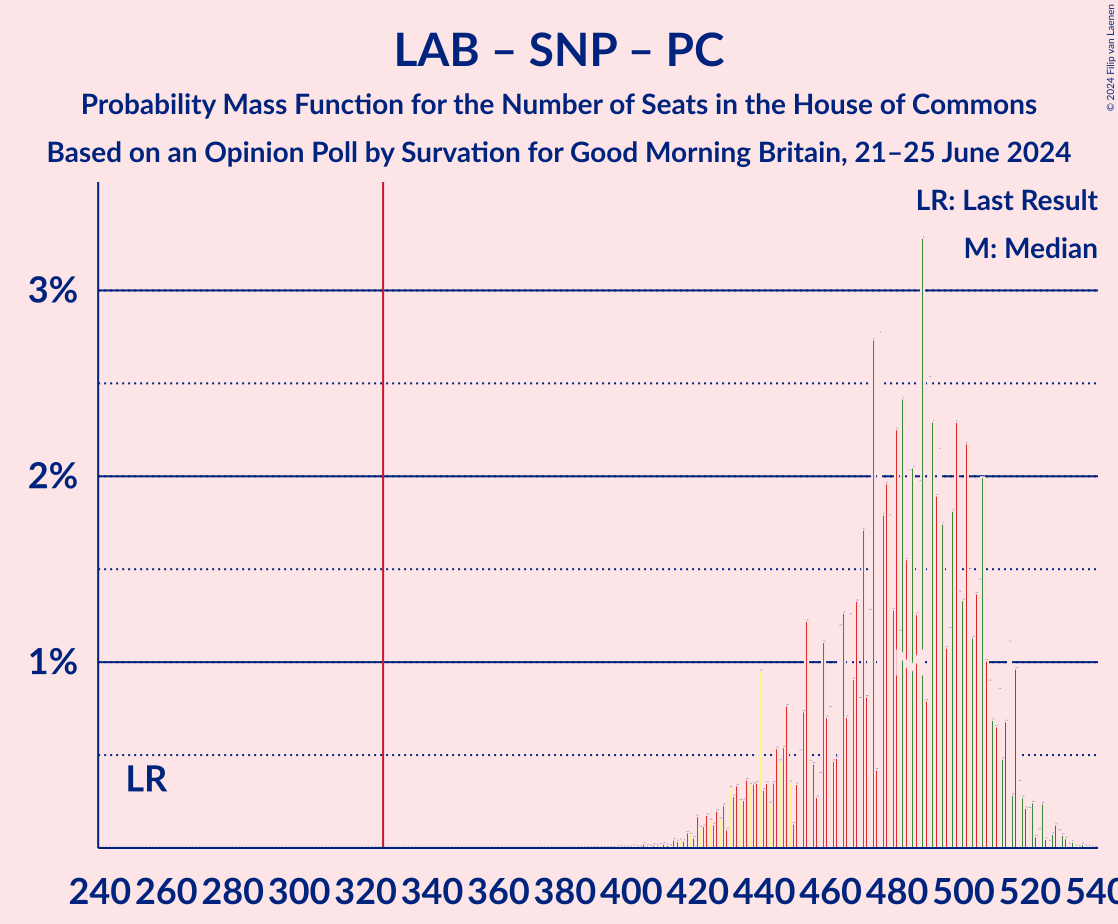 LAB – SNP – PC
Probability Mass Function for the Number of Seats in the House of Commons
Based on an Opinion Poll by Survation for Good Morning Britain, 21–25 June 2024
© 2024 Filip van Laenen
LR: Last Result
M: Median
3%
2%
1%
LR
240 260 280 300 320 340 360 380 400 420 440 460 480 500 520 540